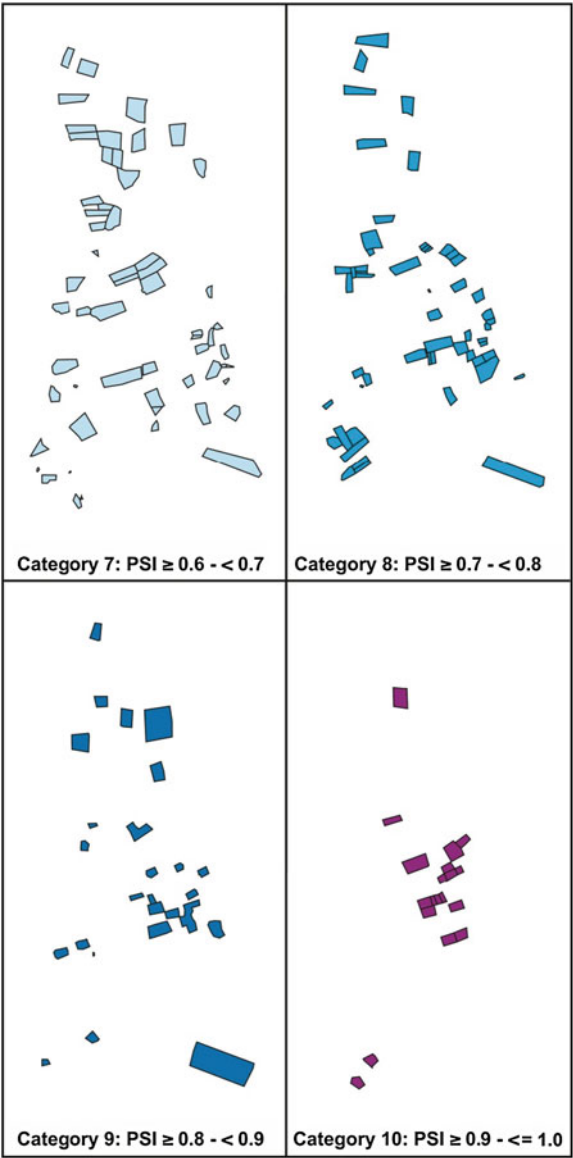 Category 7: PSI ≥ 0.6 - < 0.7
Category 8: PSI ≥ 0.7 - < 0.8
Category 9: PSI ≥ 0.8 - < 0.9
Category 10: PSI ≥ 0.9 - <= 1.0